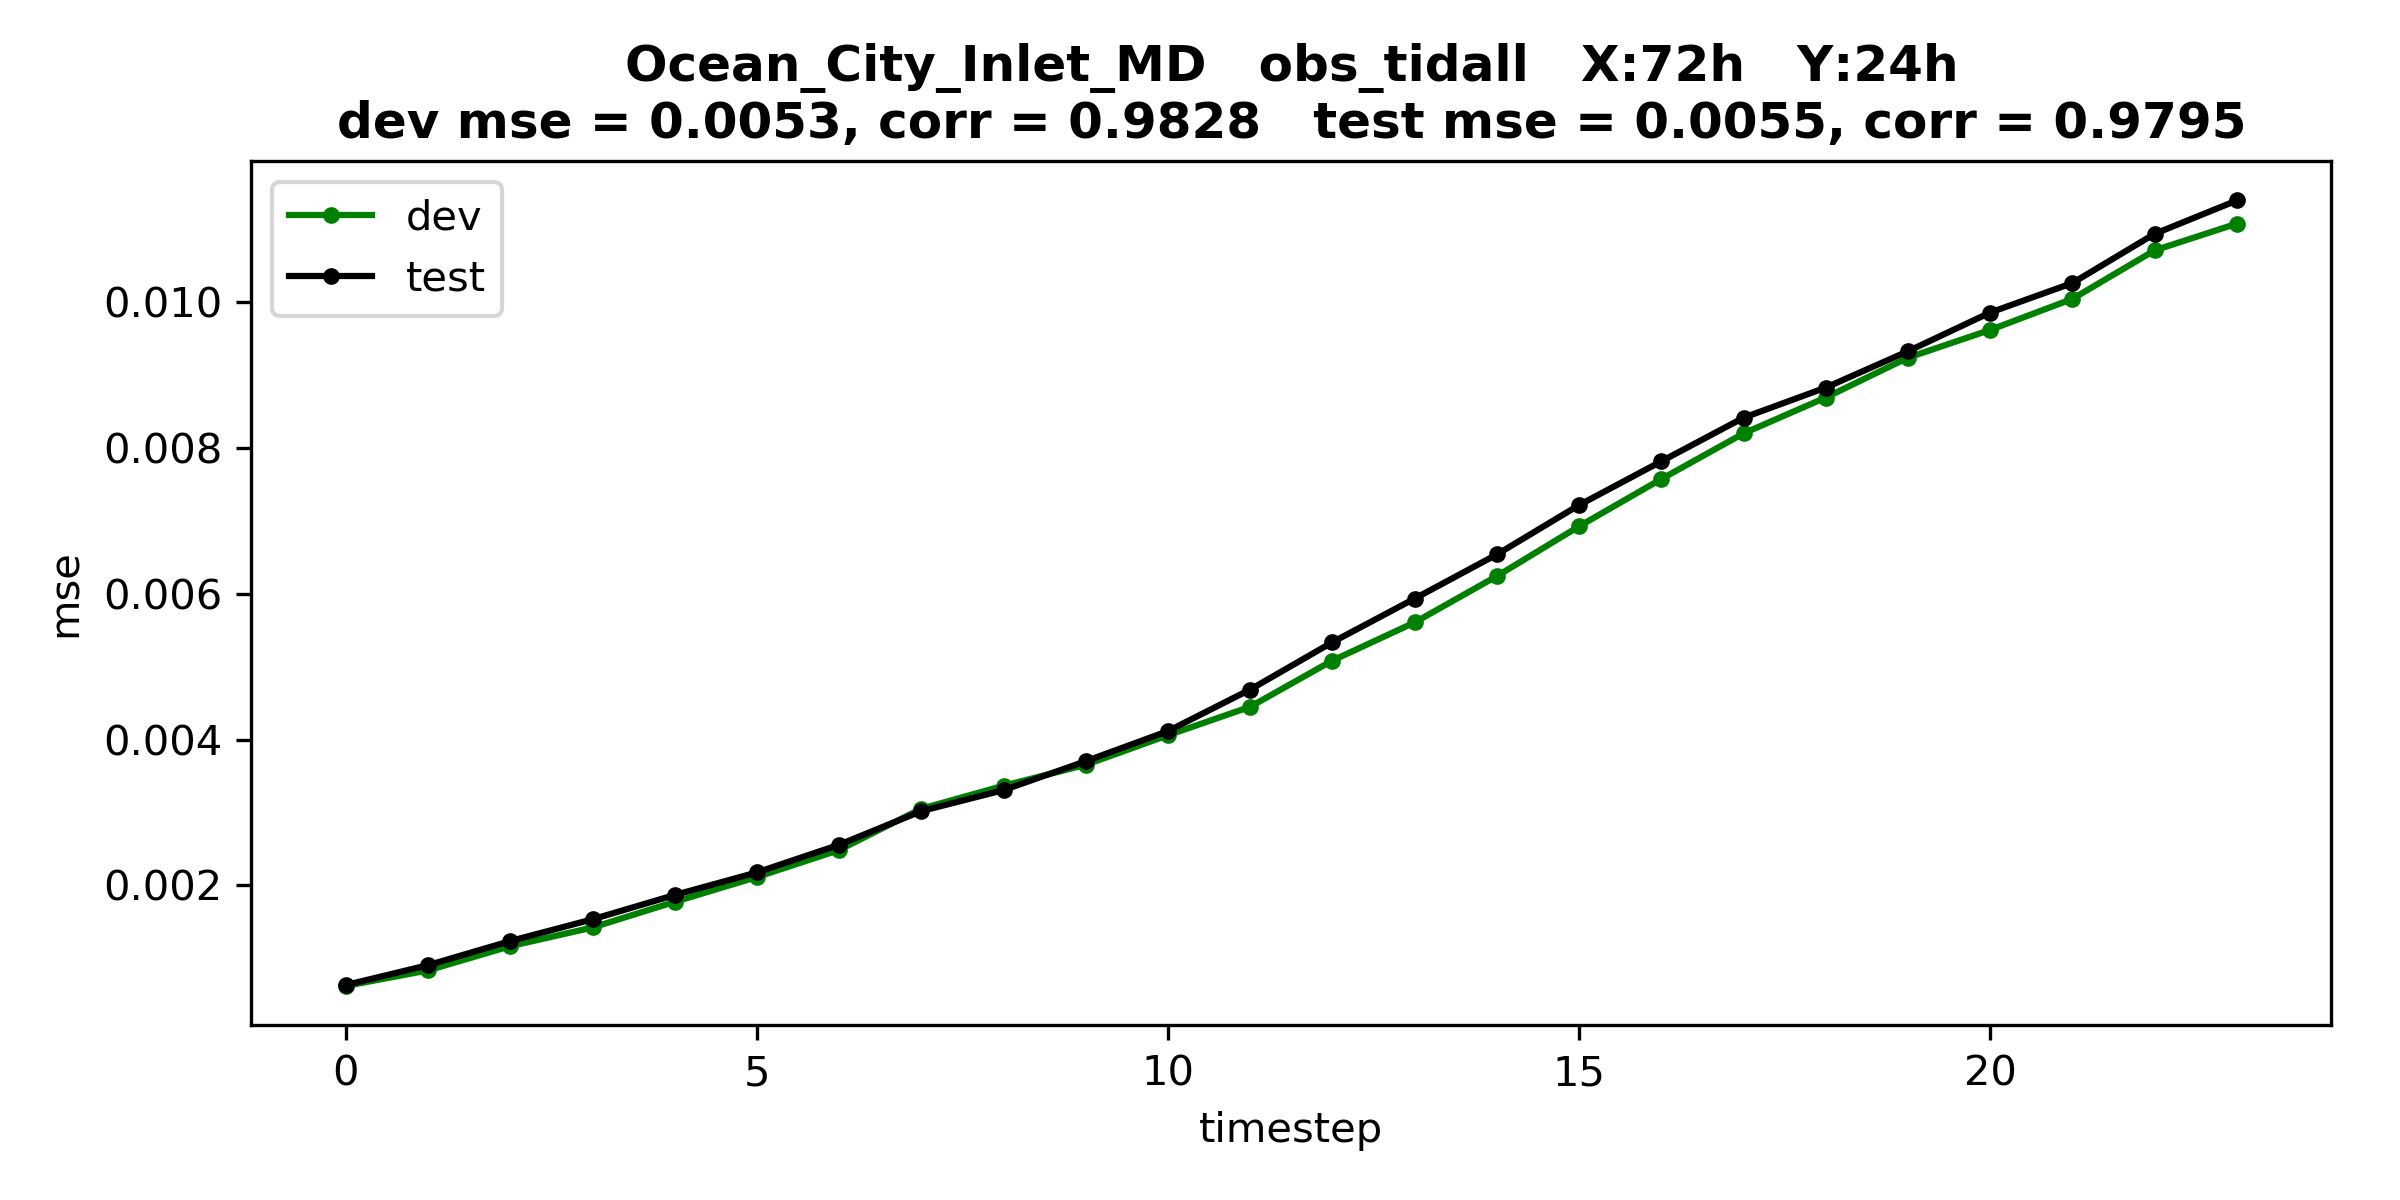 Ocean_City_Inlet_MD   obs_tidall   X:72h   Y:24h
dev mse = 0.0053, corr = 0.9828   test mse = 0.0055, corr = 0.9795
dev
test
0.010
0.008
0.006
0.004
0.002
mse
0 5 10 15 20
timestep